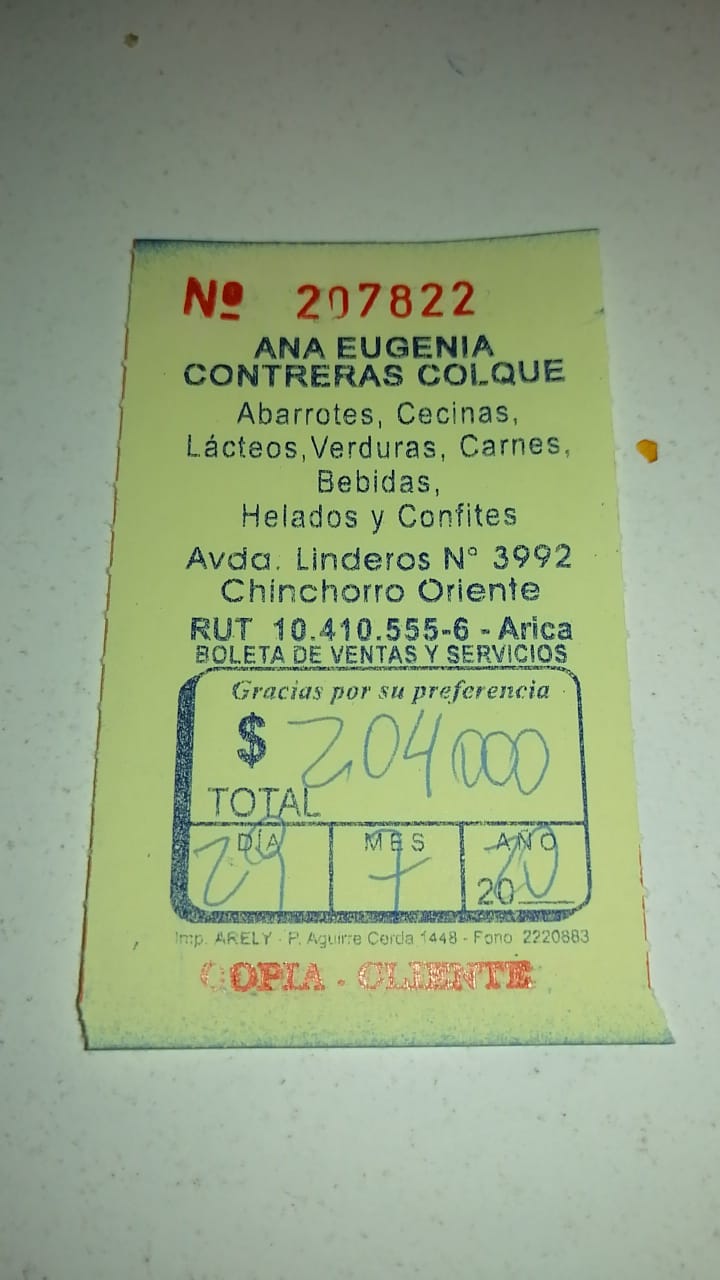 Nº 207822
ANA EUGENIA
CONTRERAS COLQUE
Abarrotes, Cecinas,
Lácteos,Verduras, Carnes,
Bebidas,
Helados y Confites
Avda. Linderos N° 3992
Chinchorro Oriente
RUT 10.410.555-6 - Arica
BOLETA DE VENTAS Y SERVICIOS
Gracias por su preferencia
$ 204000
TOTAL
DÍA MES AÑO
29 7 20
20___
Imp. ARELY - P. Aguirre Cerda 1448 - Fono 2220883
COPIA - CLIENTE